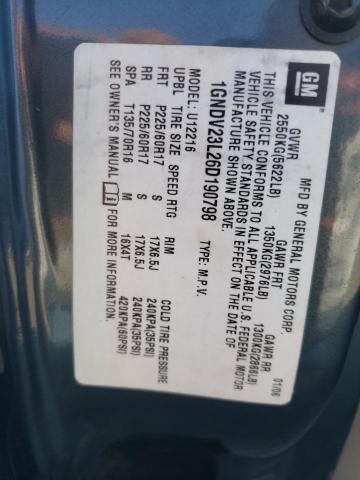 GM
MFD BY GENERAL MOTORS CORP. 01/06
GVWR GAWR FRT GAWR RR
2550KG(5622LB) 1350KG(2976LB) 1300KG(2866LB)
THIS VEHICLE CONFORMS TO ALL APPLICABLE U.S. FEDERAL MOTOR
VEHICLE SAFETY STANDARDS IN EFFECT ON THE DATE OF
MANUFACTURE SHOWN ABOVE.
1GNDV23L26D190798 TYPE: M.P.V.
MODEL: U12216
UPBL TIRE SIZE SPEED RTG RIM COLD TIRE PRESSURE
FRT P225/60R17 S 17X6.5J 240KPA(35PSI)
RR P225/60R17 S 17X6.5J 240KPA(35PSI)
SPA T135/70R16 M 16X4T 420KPA(60PSI)
SEE OWNER'S MANUAL FOR MORE INFORMATION.